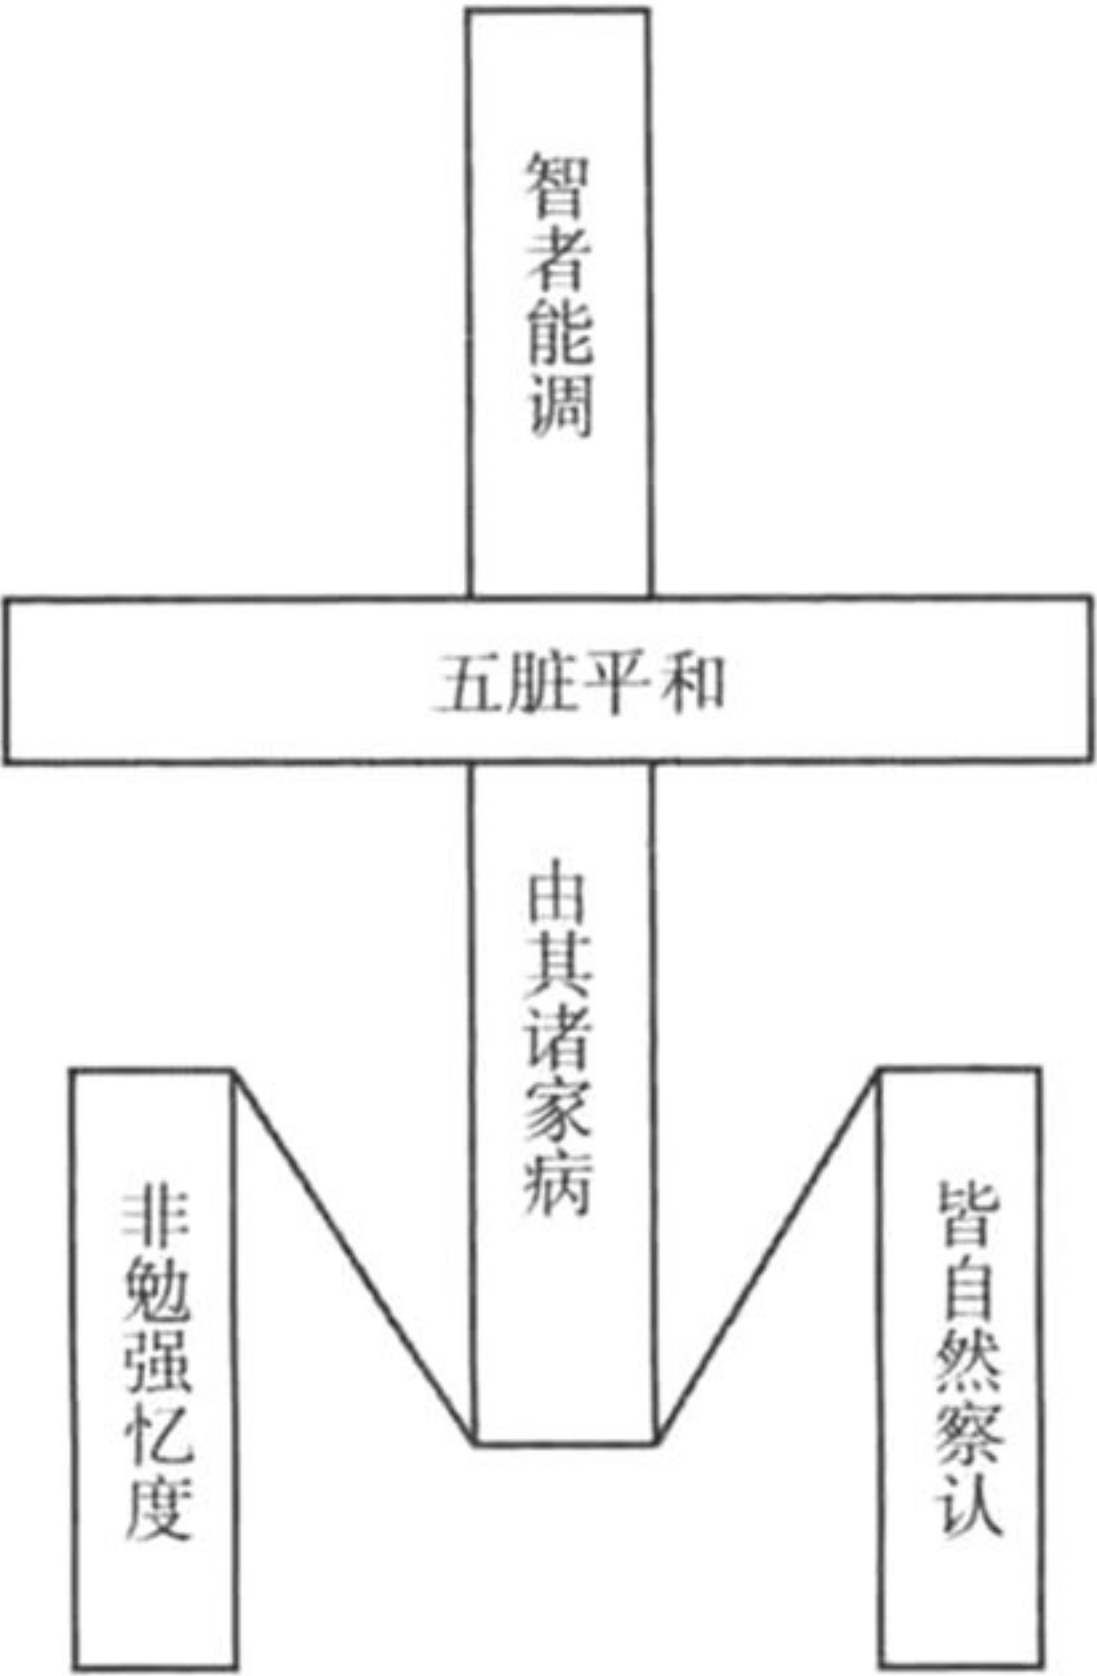 智者能调
五脏平和
由其诸家病
皆自然察认
非勉强忆度